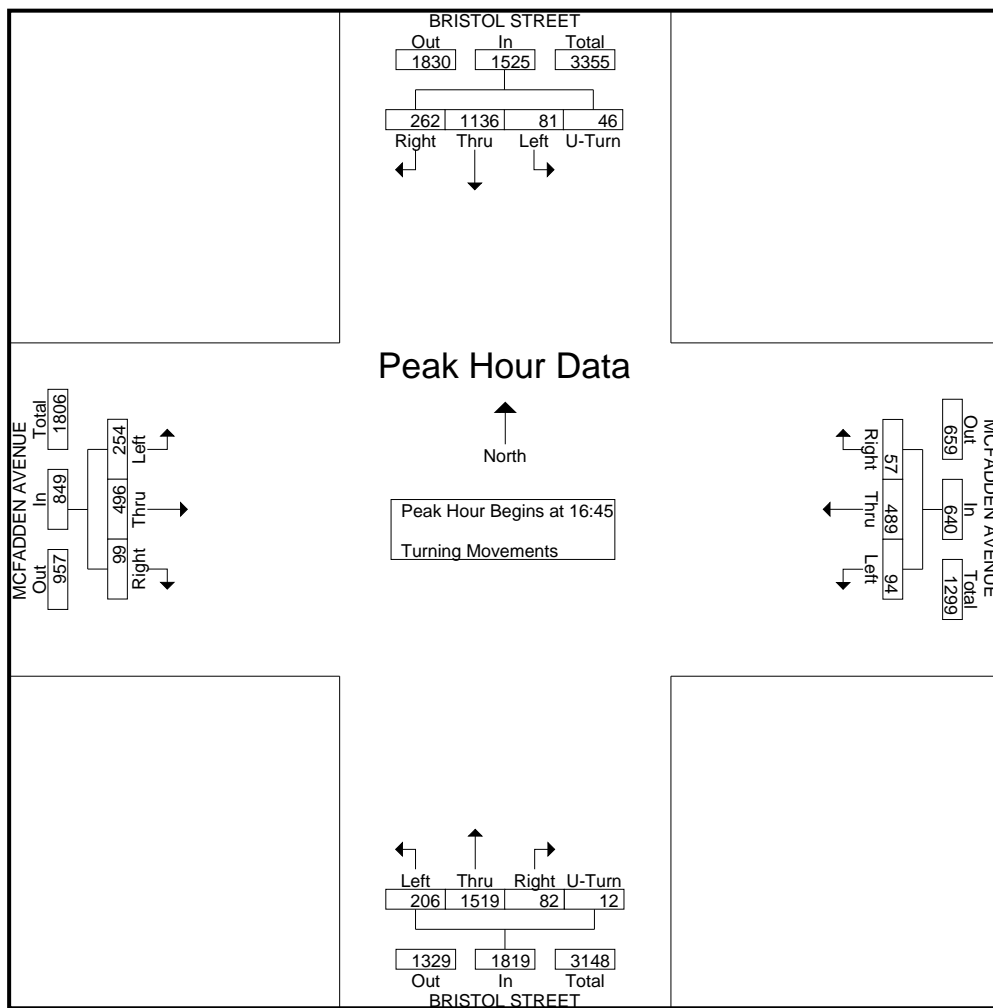 BRISTOL STREET
Out In Total
1830 1525 3355
262 1136 81 46
Right Thru Left U-Turn
Peak Hour Data
North
Peak Hour Begins at 16:45
Turning Movements
MCFADDEN AVENUE
Total In Out
1806 849 957
254 496 99
Left Thru Right
MCFADDEN AVENUE
Out In Total
659 640 1299
57 489 94
Right Thru Left
Left Thru Right U-Turn
206 1519 82 12
1329 1819 3148
Out In Total
BRISTOL STREET